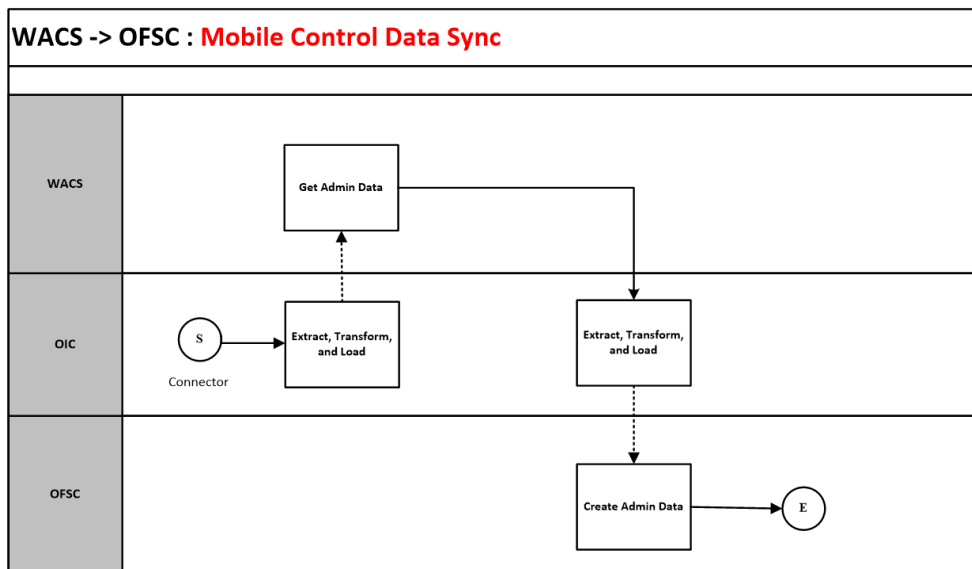 WACS -> OFSC : Mobile Control Data Sync
WACS
Get Admin Data
OIC
S
Connector
Extract, Transform,
and Load
Extract, Transform,
and Load
OFSC
Create Admin Data
E